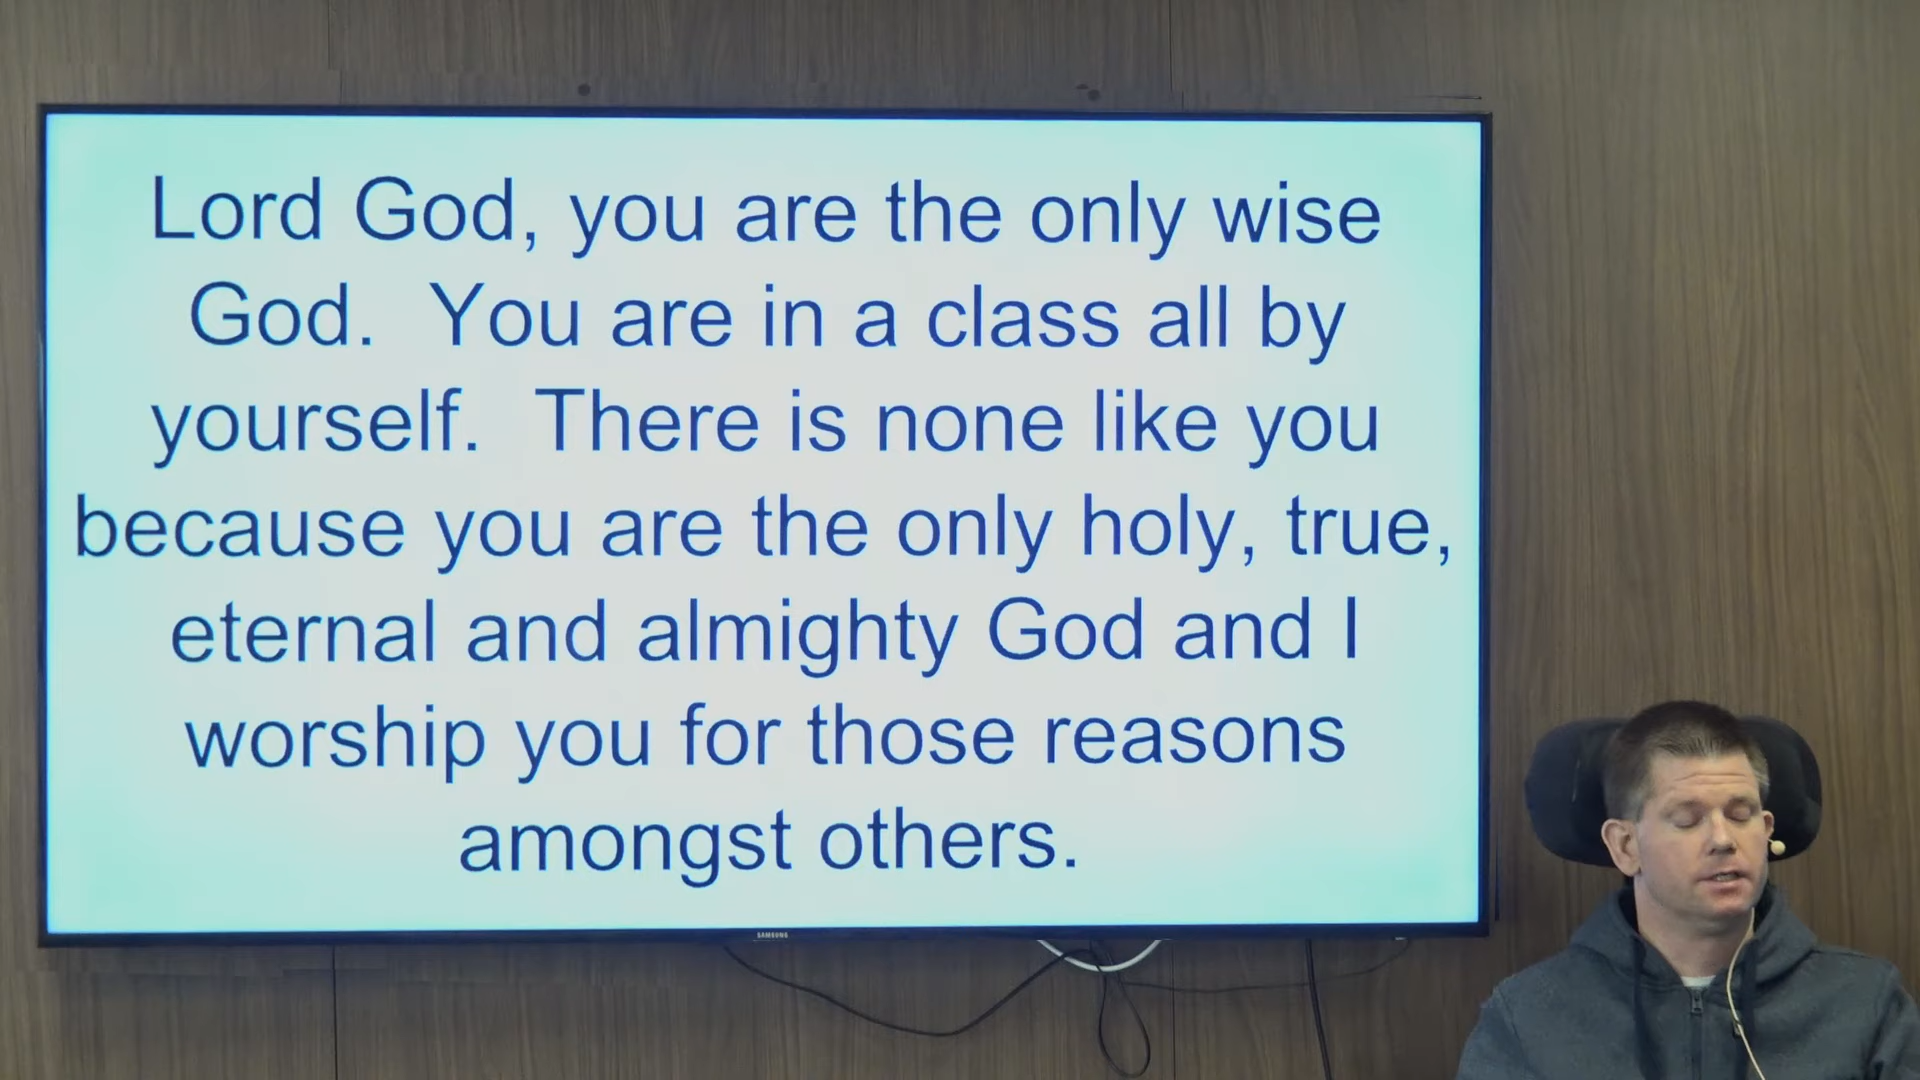 Lord God, you are the only wise
God.  You are in a class all by
yourself.  There is none like you
because you are the only holy, true,
eternal and almighty God and I
worship you for those reasons
amongst others.
SAMSUNG